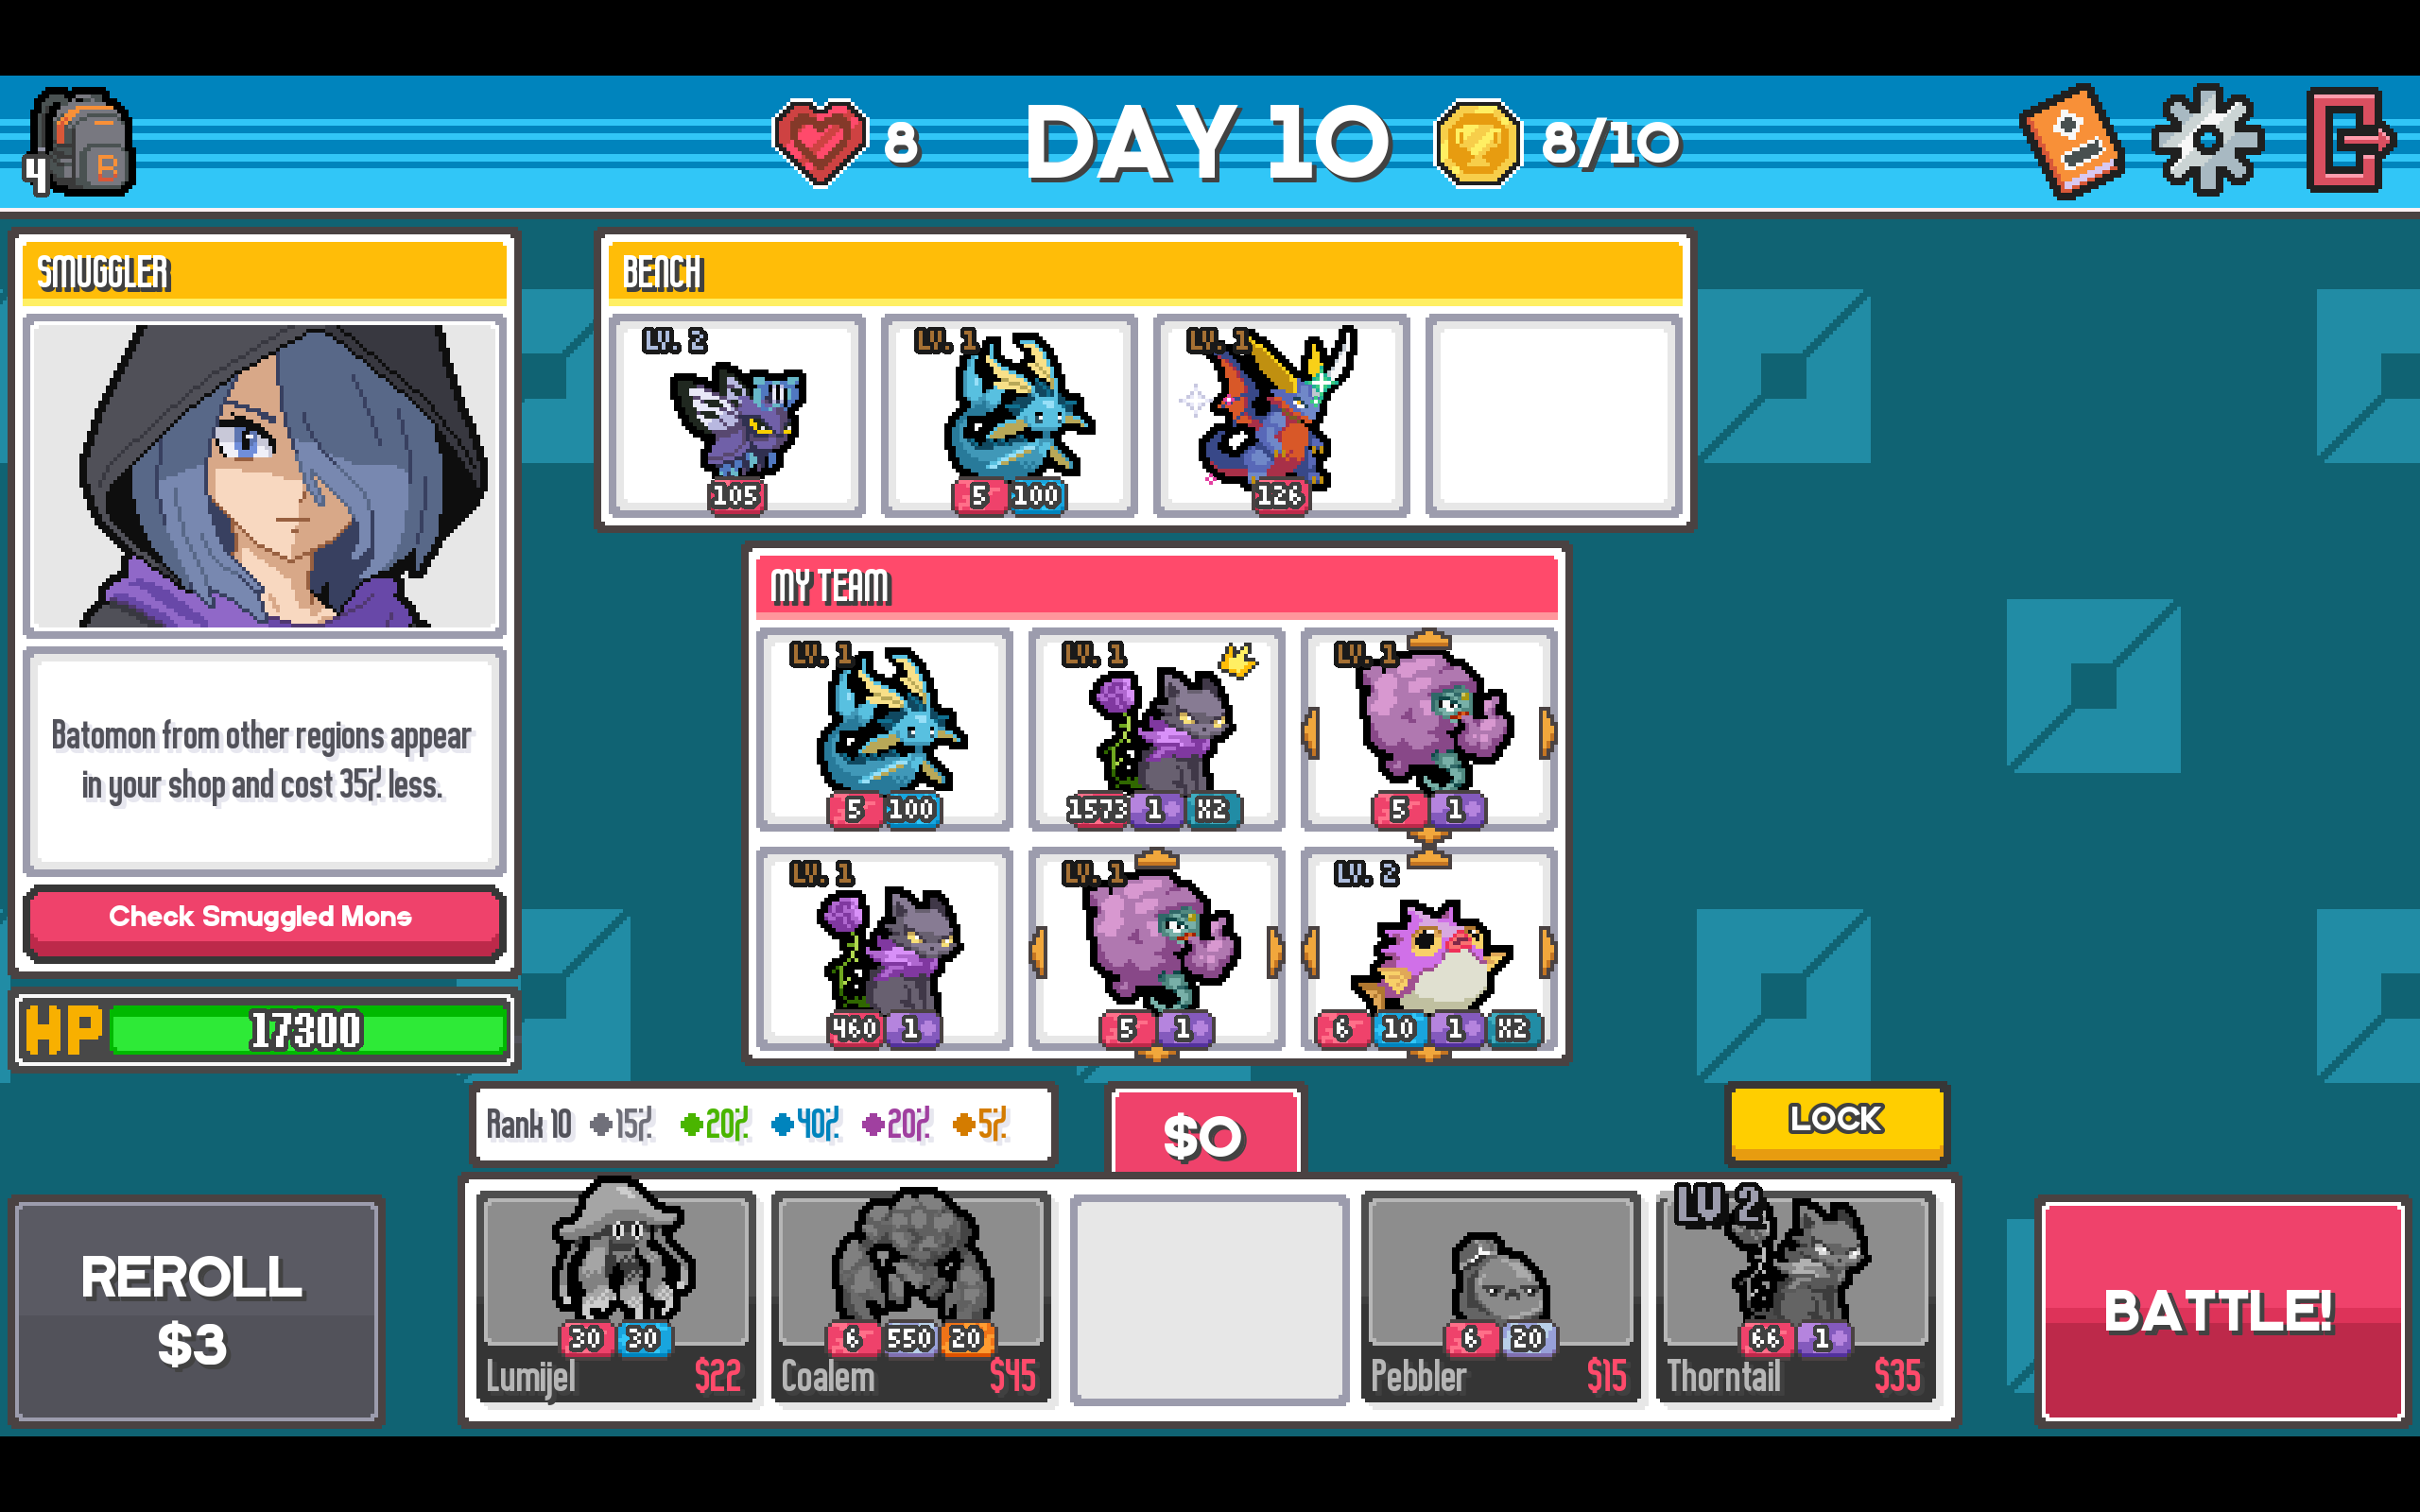 4
8
DAY 10
8/10
SMUGGLER
Batomon from other regions appear
in your shop and cost 35% less.
Check Smuggled Mons
HP 17300
BENCH
LV. 2
105
LV. 1
5 100
LV. 1
126
MY TEAM
LV. 1
5 100
LV. 1
1573 1 X2
LV. 1
5 1
LV. 1
460 1
LV. 1
5 1
LV. 2
6 10 1 X2
Rank 10 15% 20% 40% 20% 5%
$0
LOCK
REROLL
$3
30 30
Lumijel $22
6 550 20
Coalem $45
6 20
Pebbler $15
LV 2
66 1
Thorntail $35
BATTLE!